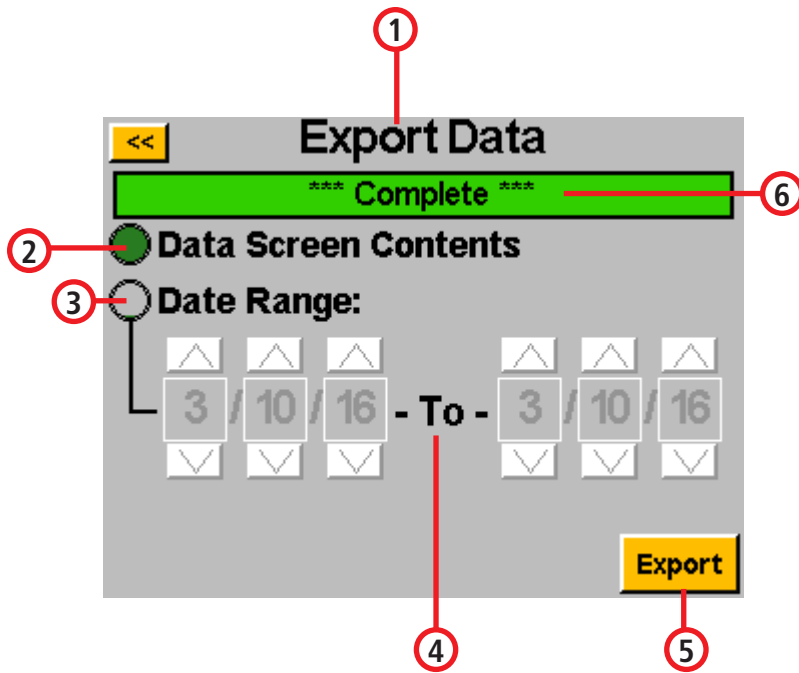 1
<< Export Data
*** Complete *** 6
2 Data Screen Contents
3 Date Range:
3 / 10 / 16 - To - 3 / 10 / 16
Export
4 5